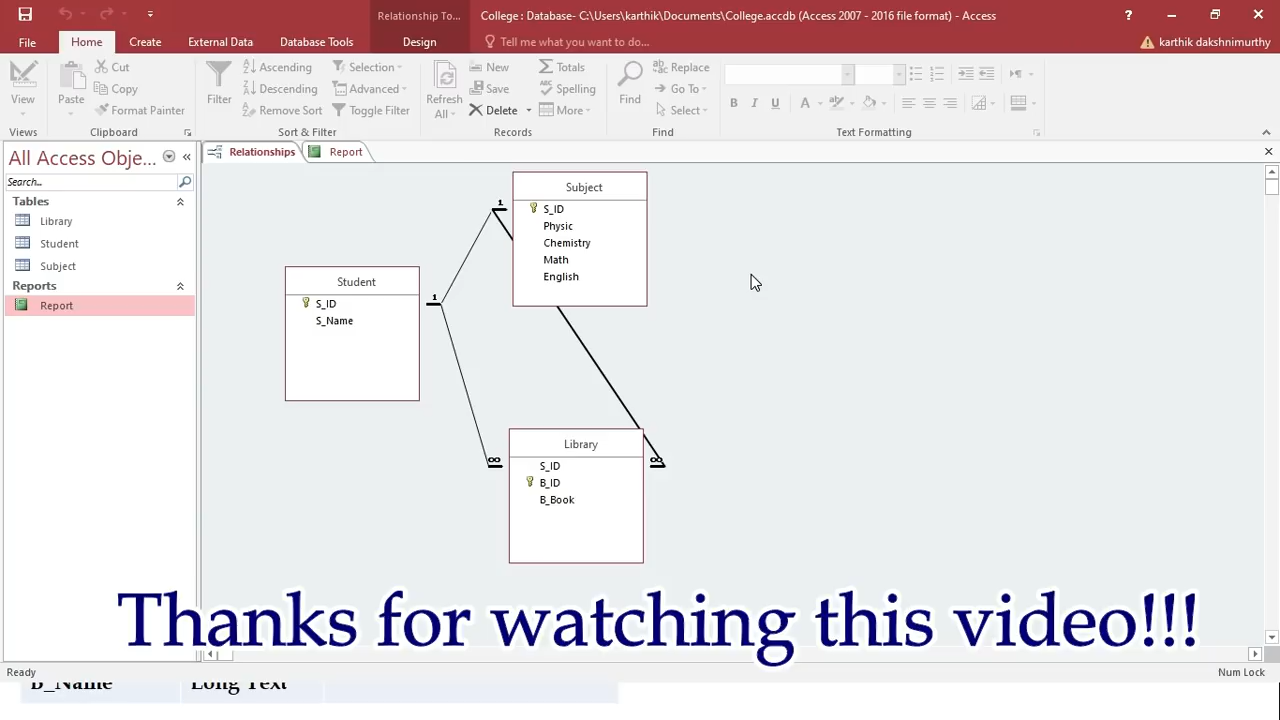 Relationship To...
College : Database- C:\Users\karthik\Documents\College.accdb (Access 2007 - 2016 file format) - Access
?
File
Home
Create
External Data
Database Tools
Design
Tell me what you want to do...
karthik dakshnimurthy
View
Views
Paste
Cut
Copy
Format Painter
Clipboard
Filter
Ascending
Descending
Remove Sort
Selection
Advanced
Toggle Filter
Sort & Filter
Refresh
All
New
Save
Delete
Totals
Spelling
More
Records
Find
Replace
Go To
Select
Find
B I U A
Text Formatting
All Access Obje...
Search...
Tables
Library
Student
Subject
Reports
Report
Relationships
Report
Subject
S_ID
Physic
Chemistry
Math
English
1
Student
S_ID
S_Name
1
Library
S_ID
B_ID
B_Book
∞
∞
Thanks for watching this video!!!
Ready
Num Lock
B_Name
Long Text